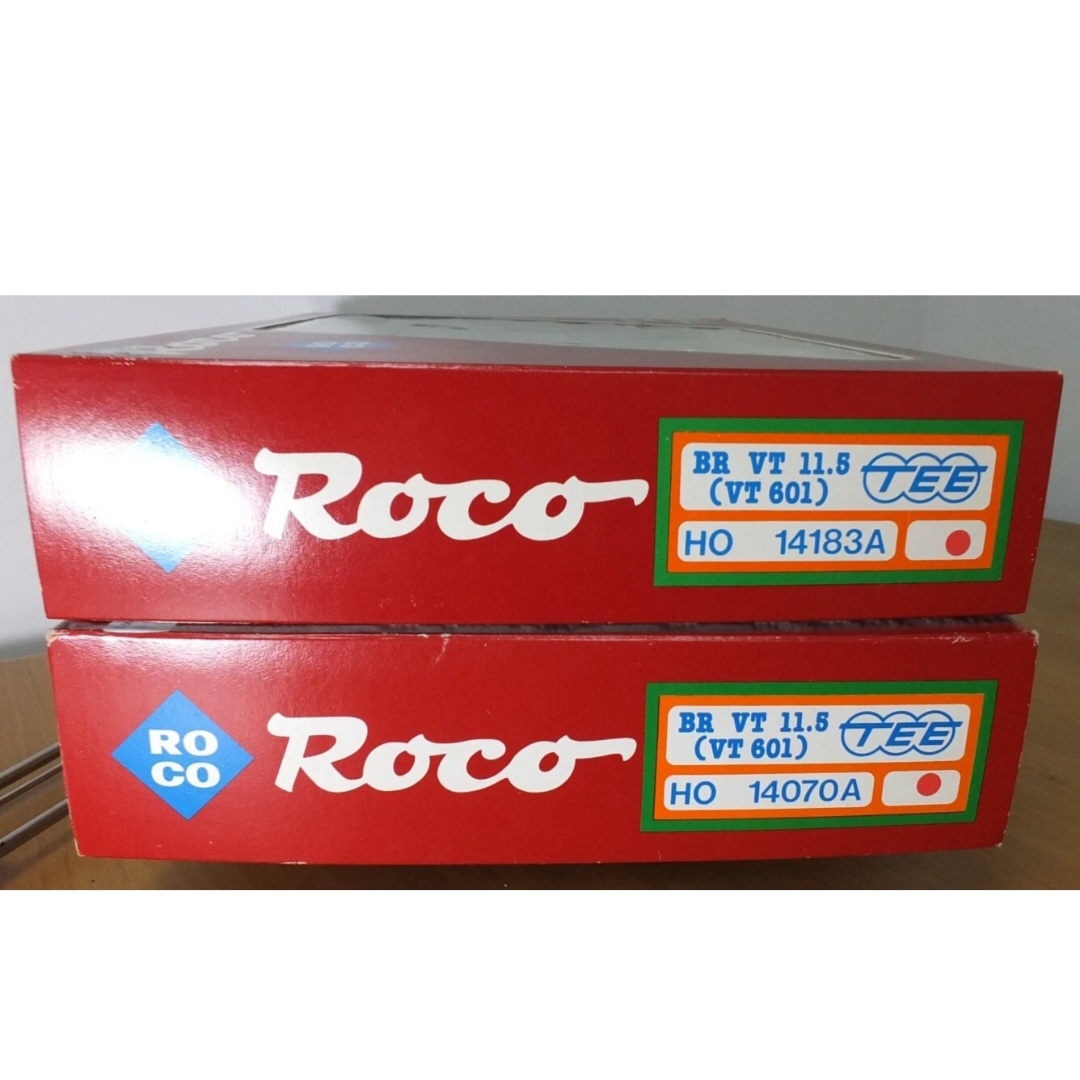 Roco
Roco
BR VT 11.5
(VT 601)
TEE
HO 14183A
RO
CO
Roco
BR VT 11.5
(VT 601)
TEE
HO 14070A